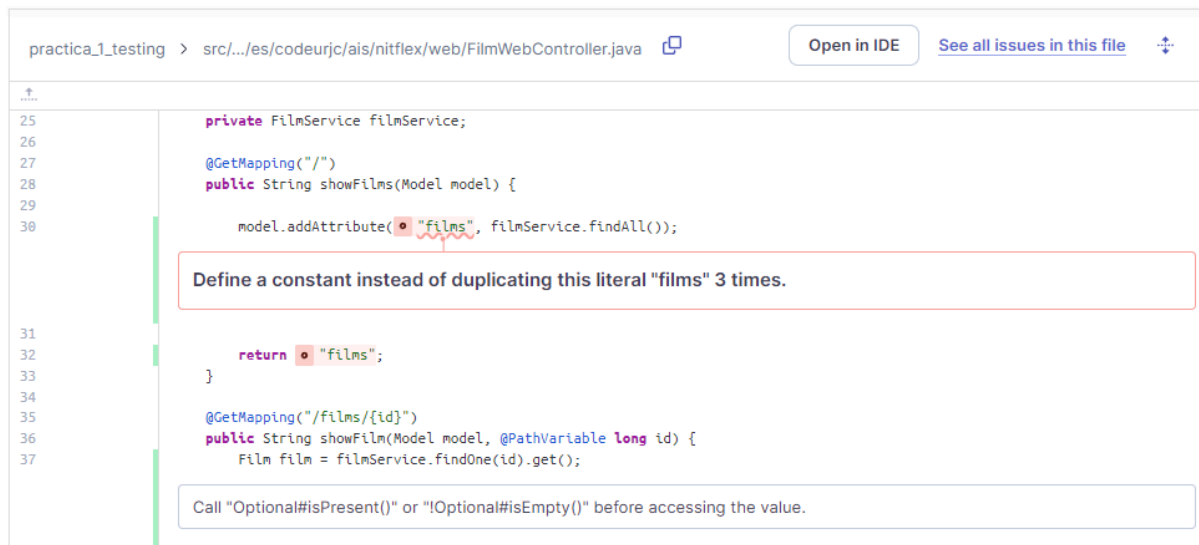 practica_1_testing > src/.../es/codeurjc/ais/nitflex/web/FilmWebController.java Open in IDE See all issues in this file
25 private FilmService filmService;
26
27 @GetMapping("/")
28 public String showFilms(Model model) {
29
30 model.addAttribute("films", filmService.findAll());
Define a constant instead of duplicating this literal "films" 3 times.
31
32 return "films";
33 }
34
35 @GetMapping("/films/{id}")
36 public String showFilm(Model model, @PathVariable long id) {
37 Film film = filmService.findOne(id).get();
Call "Optional#isPresent()" or "!Optional#isEmpty()" before accessing the value.